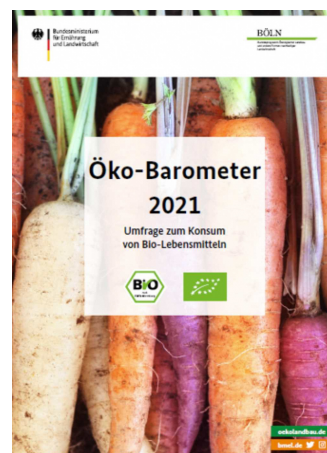 Bundesministerium
für Ernährung
und Landwirtschaft
BÖLN
Öko-Barometer
2021
Umfrage zum Konsum
von Bio-Lebensmitteln
BIO
oekolandbau.de
bmel.de